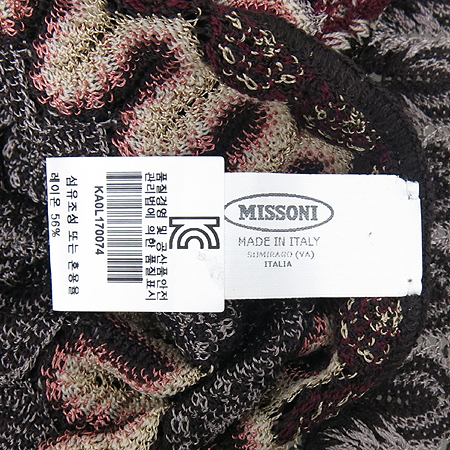 품질경영 및 공산품안전
관리법에 의한 품질표시
KA0L170074
섬유조성 또는 혼용율
레이온 56%
MISSONI
MADE IN ITALY
SUMIRAGO (VA)
ITALIA